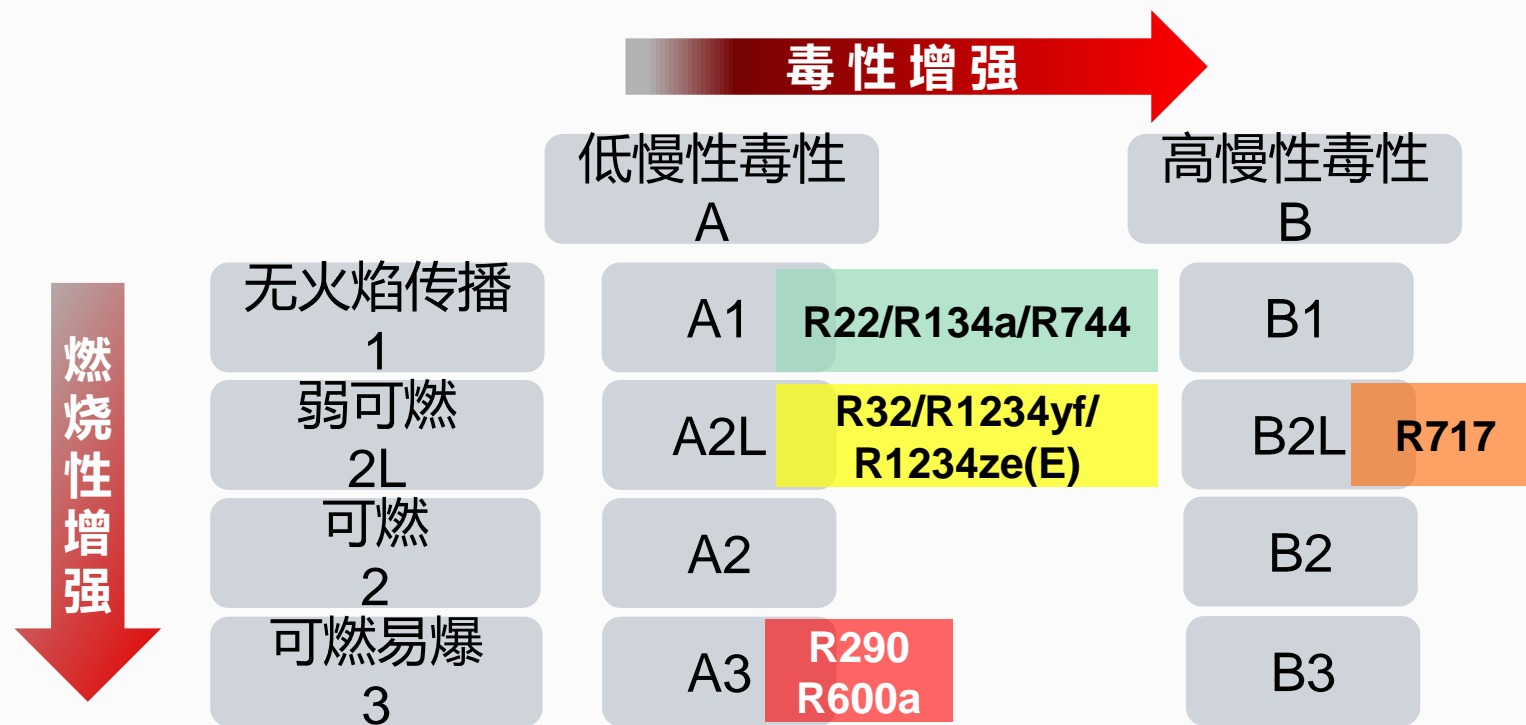 毒性增强
低慢性毒性
A
高慢性毒性
B
燃烧性增强
无火焰传播
1
A1
R22/R134a/R744
B1
弱可燃
2L
A2L
R32/R1234yf/
R1234ze(E)
B2L
R717
可燃
2
A2
B2
可燃易爆
3
A3
R290
R600a
B3